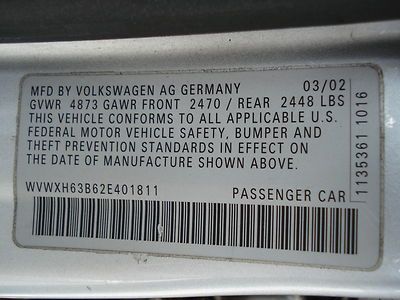 MFD BY VOLKSWAGEN AG GERMANY 03/02
GVWR 4873 GAWR FRONT 2470 / REAR 2448 LBS
THIS VEHICLE CONFORMS TO ALL APPLICABLE U.S.
FEDERAL MOTOR VEHICLE SAFETY, BUMPER AND
THEFT PREVENTION STANDARDS IN EFFECT ON THE
DATE OF MANUFACTURE SHOWN ABOVE.
WVWXH63B62E401811 PASSENGER CAR
1135361 1016